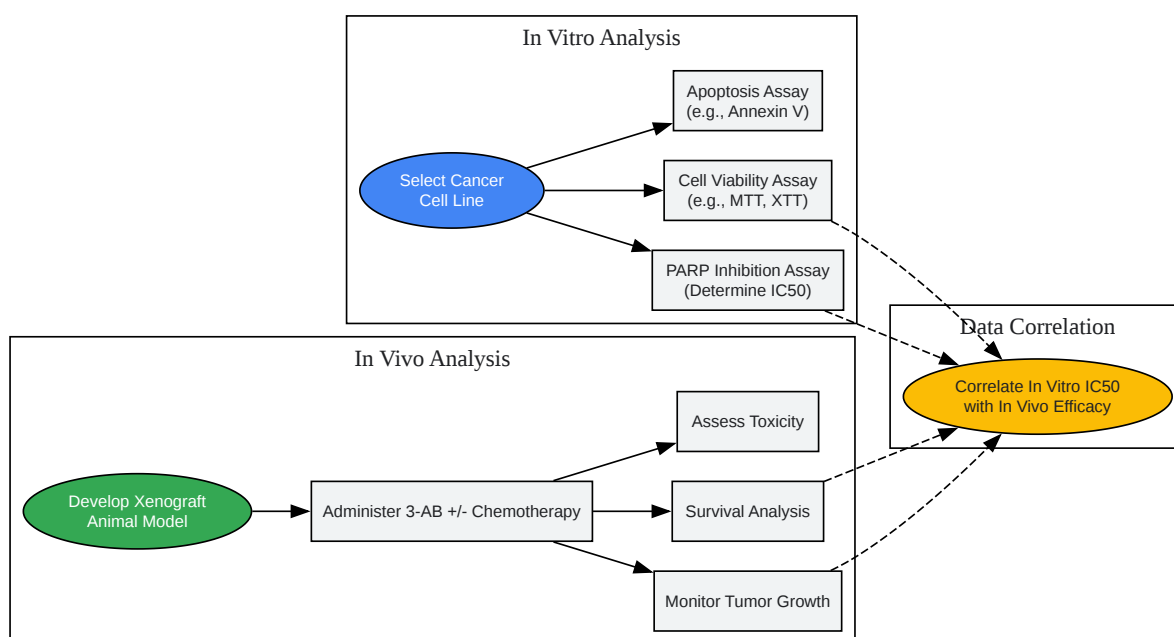 In Vitro Analysis
Apoptosis Assay
(e.g., Annexin V)
Select Cancer
Cell Line
Cell Viability Assay
(e.g., MTT, XTT)
PARP Inhibition Assay
(Determine IC50)
Data Correlation
Correlate In Vitro IC50
with In Vivo Efficacy
In Vivo Analysis
Assess Toxicity
Develop Xenograft
Animal Model
Administer 3-AB +/- Chemotherapy
Survival Analysis
Monitor Tumor Growth